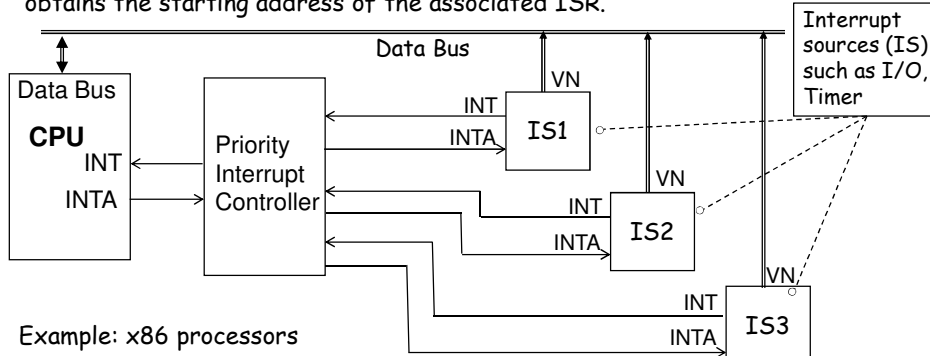 obtains the starting address of the associated ISR.
Interrupt
sources (IS)
such as I/O,
Timer
Data Bus
Data Bus
CPU
INT
INTA
Priority
Interrupt
Controller
VN
INT
INTA
IS1
VN
INT
INTA
IS2
VN
INT
INTA
IS3
Example: x86 processors